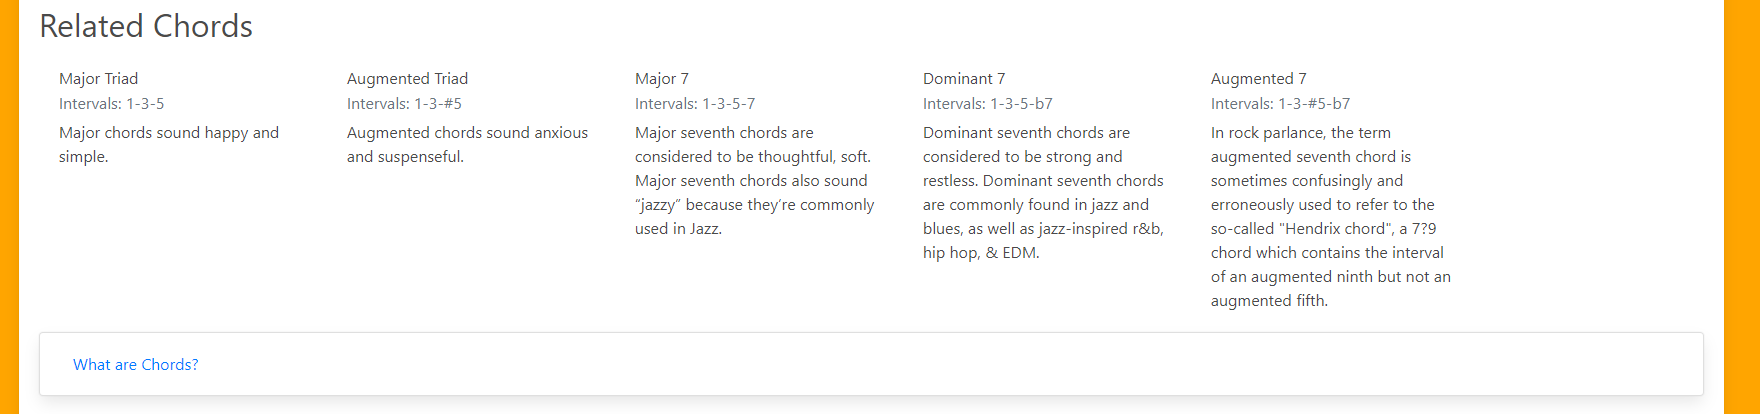 Related Chords
Major Triad
Intervals: 1-3-5
Major chords sound happy and
simple.
Augmented Triad
Intervals: 1-3-#5
Augmented chords sound anxious
and suspenseful.
Major 7
Intervals: 1-3-5-7
Major seventh chords are
considered to be thoughtful, soft.
Major seventh chords also sound
“jazzy” because they’re commonly
used in Jazz.
Dominant 7
Intervals: 1-3-5-b7
Dominant seventh chords are
considered to be strong and
restless. Dominant seventh chords
are commonly found in jazz and
blues, as well as jazz-inspired r&b,
hip hop, & EDM.
Augmented 7
Intervals: 1-3-#5-b7
In rock parlance, the term
augmented seventh chord is
sometimes confusingly and
erroneously used to refer to the
so-called "Hendrix chord", a 7?9
chord which contains the interval
of an augmented ninth but not an
augmented fifth.
What are Chords?